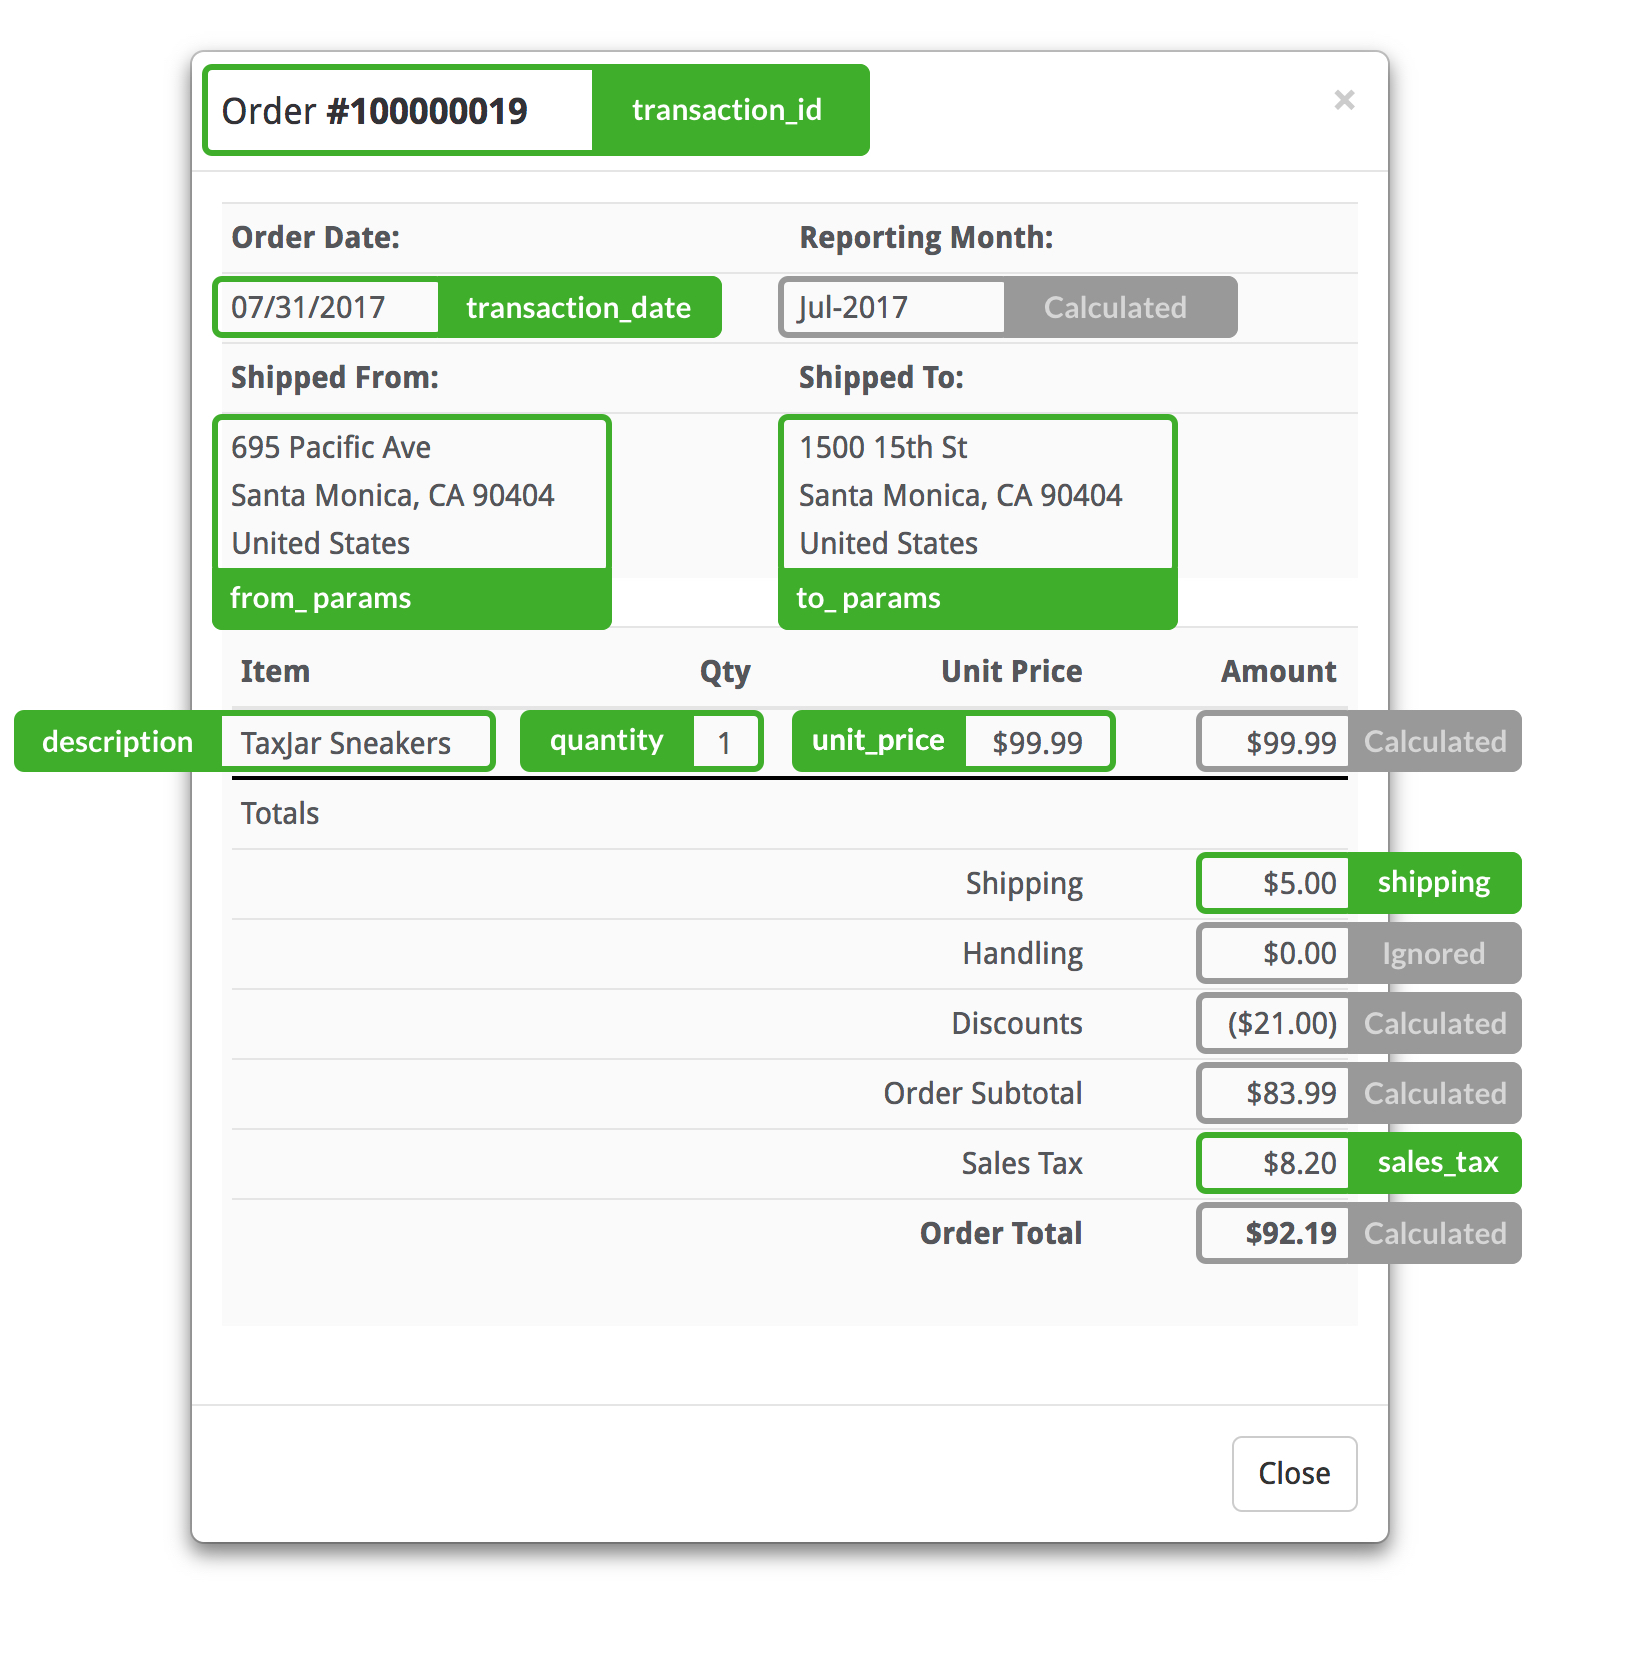 Order #100000019 transaction_id ×
Order Date: Reporting Month:
07/31/2017 transaction_date Jul-2017 Calculated
Shipped From: Shipped To:
695 Pacific Ave 1500 15th St
Santa Monica, CA 90404 Santa Monica, CA 90404
United States United States
from_ params to_ params
Item Qty Unit Price Amount
description TaxJar Sneakers quantity 1 unit_price $99.99 $99.99 Calculated
Totals
Shipping $5.00 shipping
Handling $0.00 Ignored
Discounts ($21.00) Calculated
Order Subtotal $83.99 Calculated
Sales Tax $8.20 sales_tax
Order Total $92.19 Calculated
Close